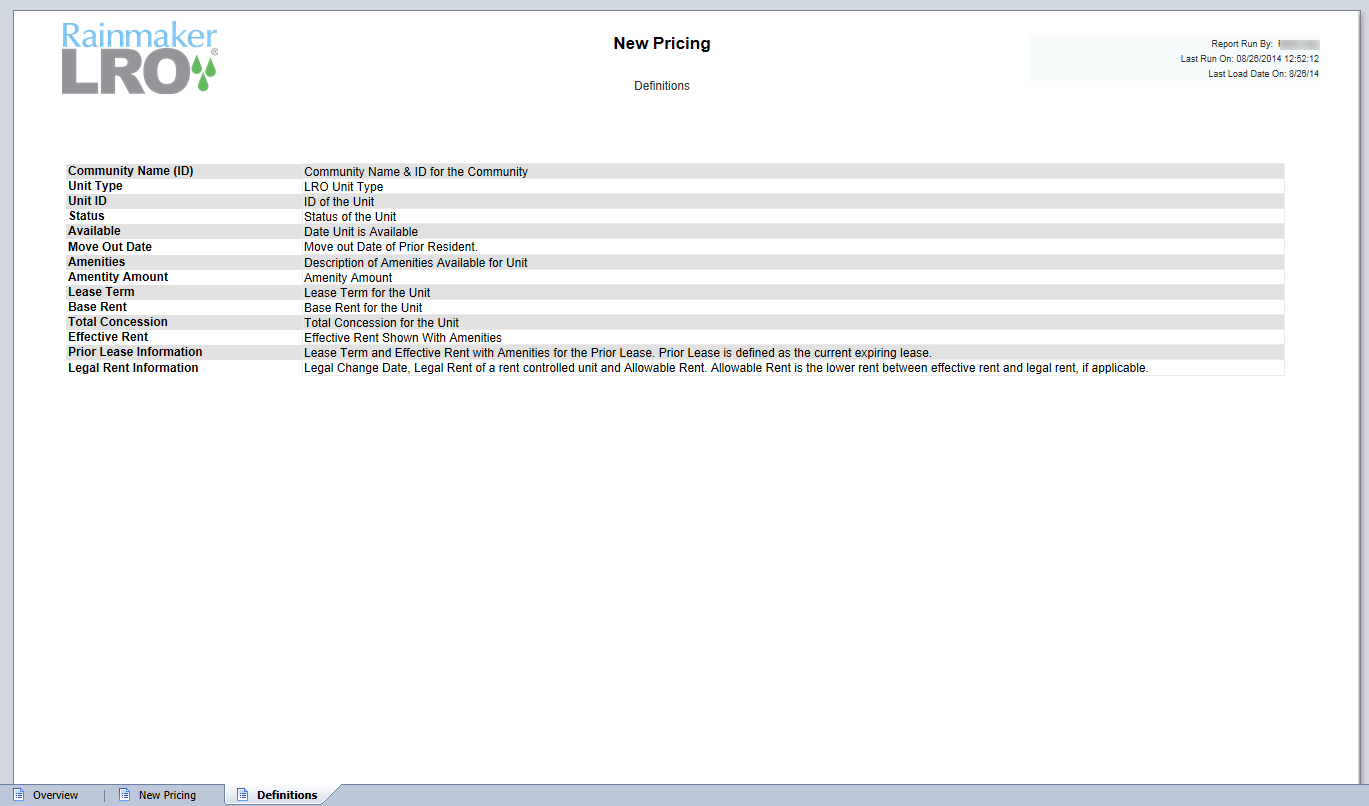 Rainmaker
LRO®
New Pricing
Definitions
Report Run By:
Last Run On: 08/26/2014 12:52:12
Last Load Date On: 8/26/14
Community Name (ID) Community Name & ID for the Community
Unit Type LRO Unit Type
Unit ID ID of the Unit
Status Status of the Unit
Available Date Unit is Available
Move Out Date Move out Date of Prior Resident.
Amenities Description of Amenities Available for Unit
Amentity Amount Amenity Amount
Lease Term Lease Term for the Unit
Base Rent Base Rent for the Unit
Total Concession Total Concession for the Unit
Effective Rent Effective Rent Shown With Amenities
Prior Lease Information Lease Term and Effective Rent with Amenities for the Prior Lease. Prior Lease is defined as the current expiring lease.
Legal Rent Information Legal Change Date, Legal Rent of a rent controlled unit and Allowable Rent. Allowable Rent is the lower rent between effective rent and legal rent, if applicable.
Overview New Pricing Definitions